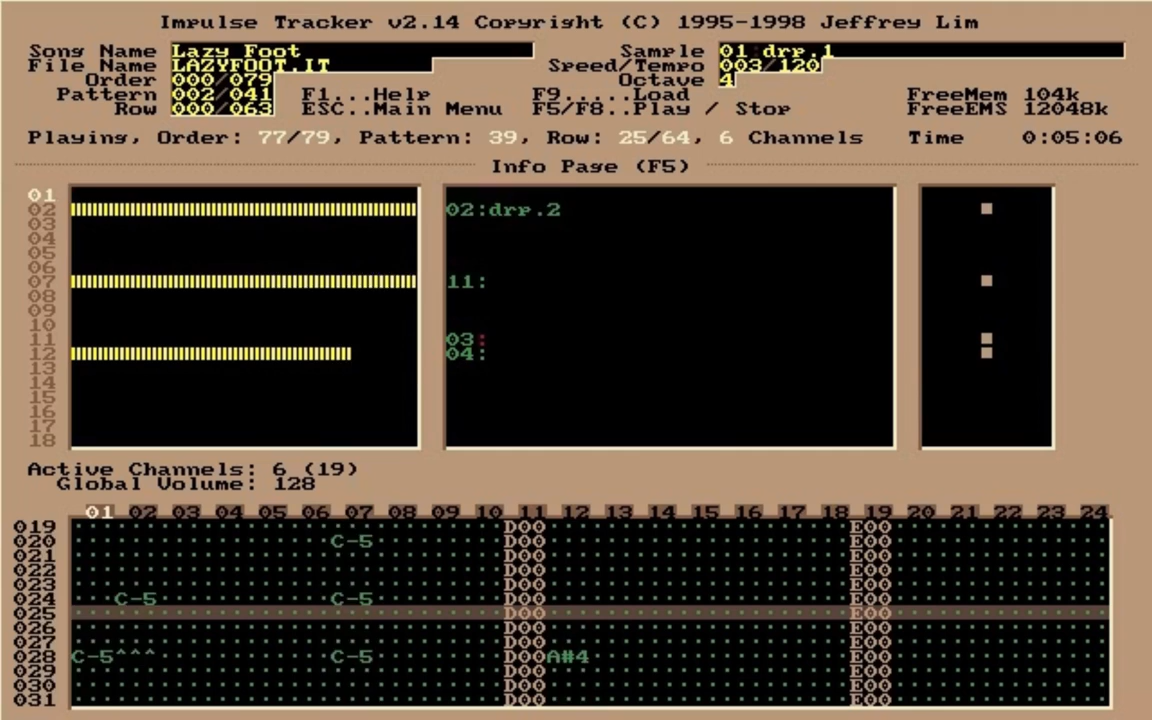 Impulse Tracker v2.14 Copyright (C) 1995-1998 Jeffrey Lim
Song Name Lazy Foot Sample 01:drp.1
File Name LAZYFOOT.IT Speed/Tempo 003/120
Order 000/079 Octave 4
Pattern 002/041 F1...Help F9.....Load FreeMem 104k
Row 000/063 ESC..Main Menu F5/F8..Play / Stop FreeEMS 12048k
Playing, Order: 77/79, Pattern: 39, Row: 25/64, 6 Channels Time 0:05:06
Info Page (F5)
01
02 02:drp.2
03
04
05
06
07 11:
08
09
10
11 03:
12 04:
13
14
15
16
17
18
Active Channels: 6 (19)
Global Volume: 128
01 02 03 04 05 06 07 08 09 10 11 12 13 14 15 16 17 18 19 20 21 22 23 24
019 D00 E00
020 C-5 D00 E00
021 D00 E00
022 D00 E00
023 D00 E00
024 C-5 C-5 D00 E00
025 D00 E00
026 D00 E00
027 D00 E00
028 C-5^^^ C-5 D00A#4 E00
029 D00 E00
030 D00 E00
031 D00 E00